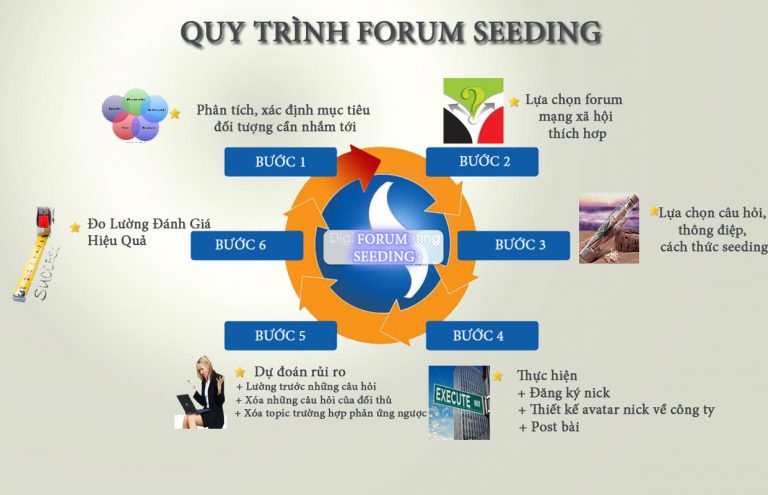 QUY TRÌNH FORUM SEEDING
Phân tích, xác định mục tiêu
đối tượng cần nhắm tới
BƯỚC 1
Lựa chọn forum
mạng xã hội
thích hơp
BƯỚC 2
Lựa chọn câu hỏi,
thông điệp,
cách thức seeding
BƯỚC 3
Đo Lường Đánh Giá
Hiệu Quả
BƯỚC 6
SUCCESS
FORUM
SEEDING
BƯỚC 5
Dự đoán rủi ro
+ Lường trước những câu hỏi
+ Xóa những câu hỏi của đối thủ
+ Xóa topic trường hợp phản ứng ngược
BƯỚC 4
EXECUTE
Thực hiện
+ Đăng ký nick
+ Thiết kế avatar nick về công ty
+ Post bài